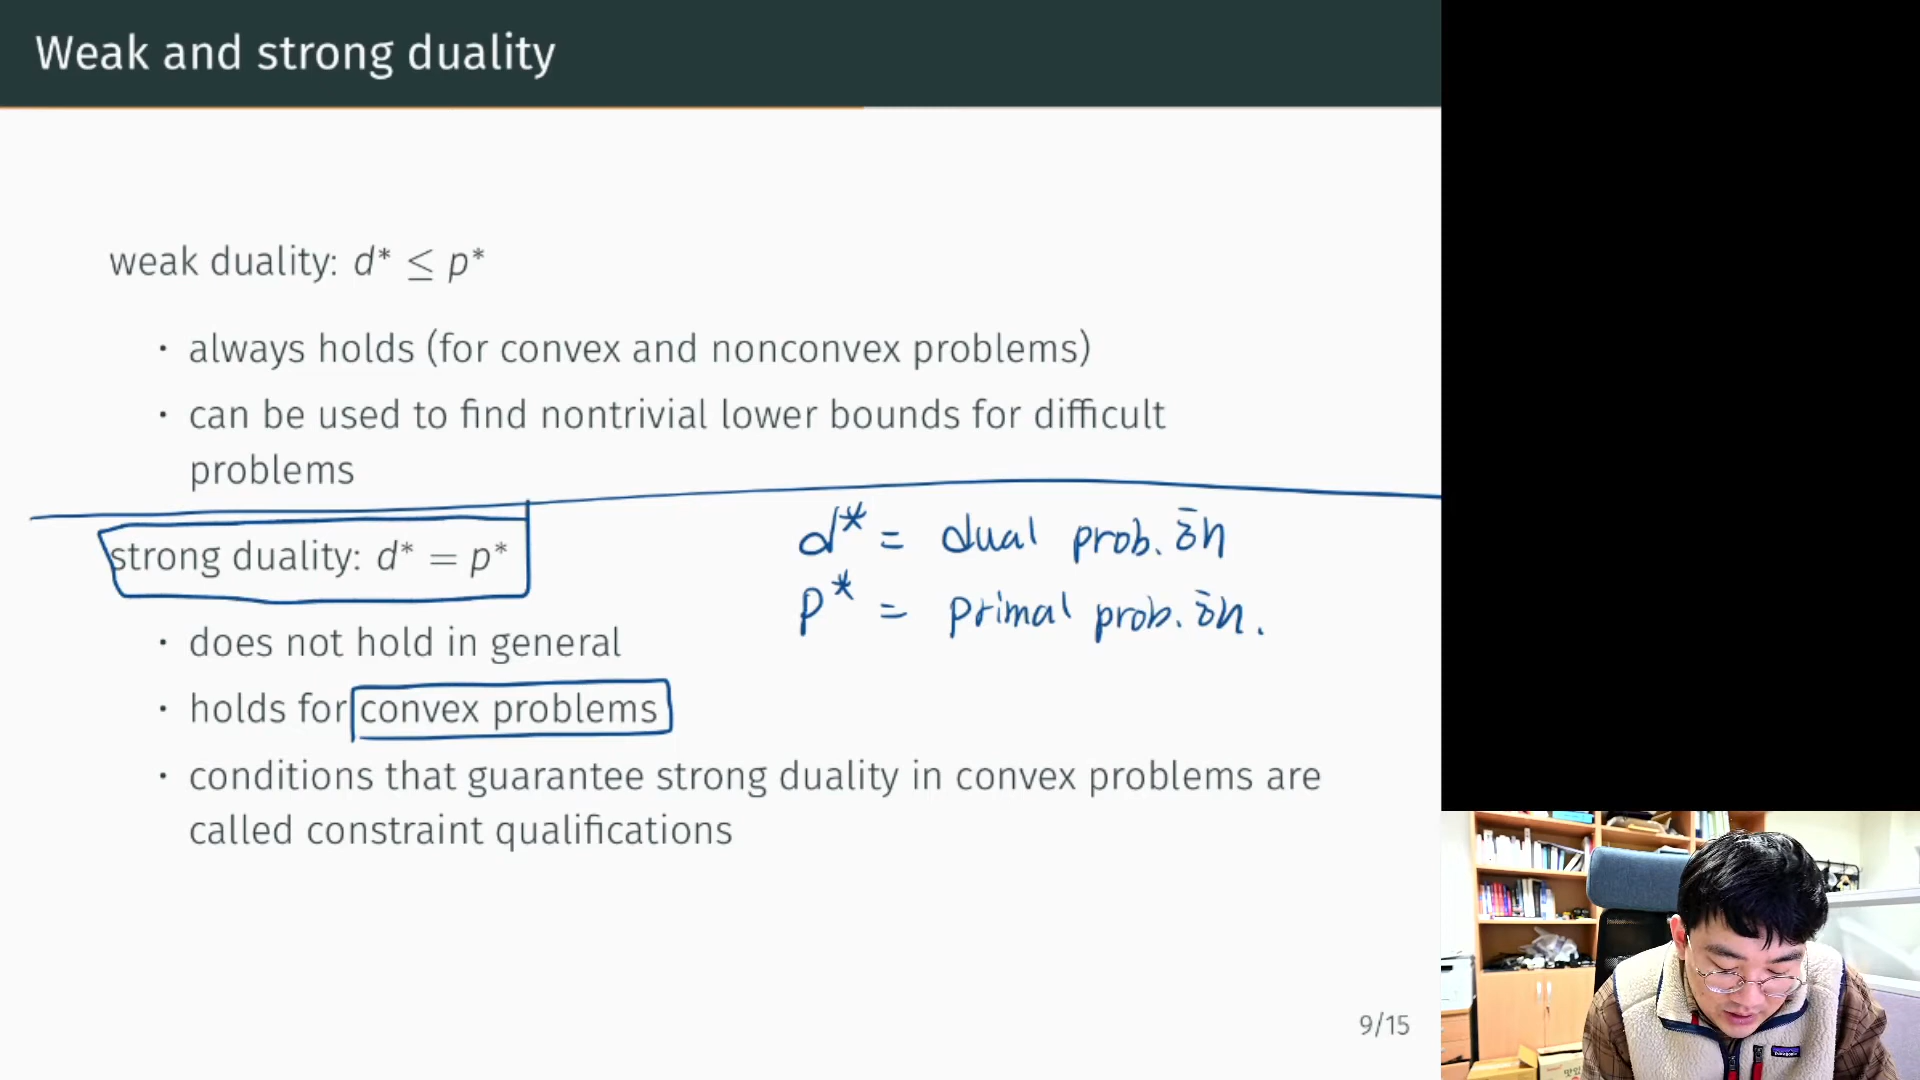 Weak and strong duality
weak duality: d* ≤ p*
· always holds (for convex and nonconvex problems)
· can be used to find nontrivial lower bounds for difficult
problems
strong duality: d* = p*
d* = dual prob. 해
p* = primal prob. 해.
· does not hold in general
· holds for convex problems
· conditions that guarantee strong duality in convex problems are
called constraint qualifications
9/15
patagonia